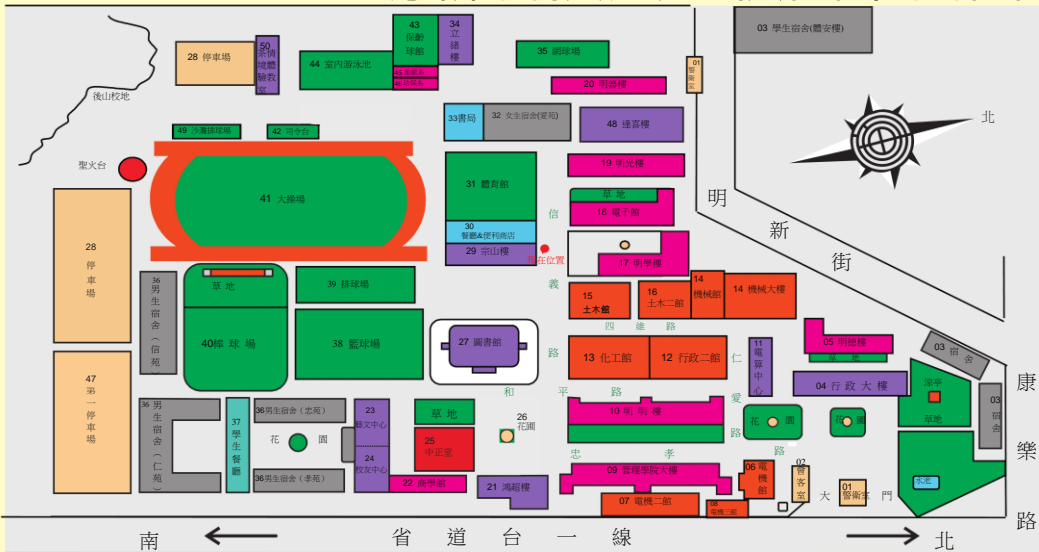 03 學生宿舍(體安樓)
43
保齡
球館
34
立緒樓
28 停車場
50
44 室內游泳池
35 網球場
01
警衛室
20 明善樓
後山校地
33書局
32 女生宿舍(愛苑)
48 達喜樓
北
49 沙灘排球場
42 司令台
聖火台
19 明光樓
31 體育館
草地
18 電子館
41 大操場
30
餐廳&便利商店
29 宗山樓
現在位置
17 明學樓
明新街
28
停車場
36
男生宿舍(信苑)
草地
39 排球場
信義路
15
土木館
16
土木二館
14
機械館
14 機械大樓
四維路
40棒球場
38 籃球場
27 圖書館
13 化工館
12 行政二館
仁愛路
11
電算中心
05 明德樓
草地
03 宿舍
04 行政大樓
涼亭
草地
03
宿舍
康樂路
和平路
47
第一停車場
36
男生宿舍(仁苑)
37
學生餐廳
36男生宿舍(忠苑)
花園
36男生宿舍(孝苑)
23
藝文中心
24
校友中心
草地
25
中正堂
26
花圃
10 明明樓
花園
花園
忠孝路
22 商學館
21 鴻超樓
09 管理學院大樓
06
電機館
02
會客室
07 電機二館
08
電機三館
大門
01
警衛室
水池
南
省道台一線
北